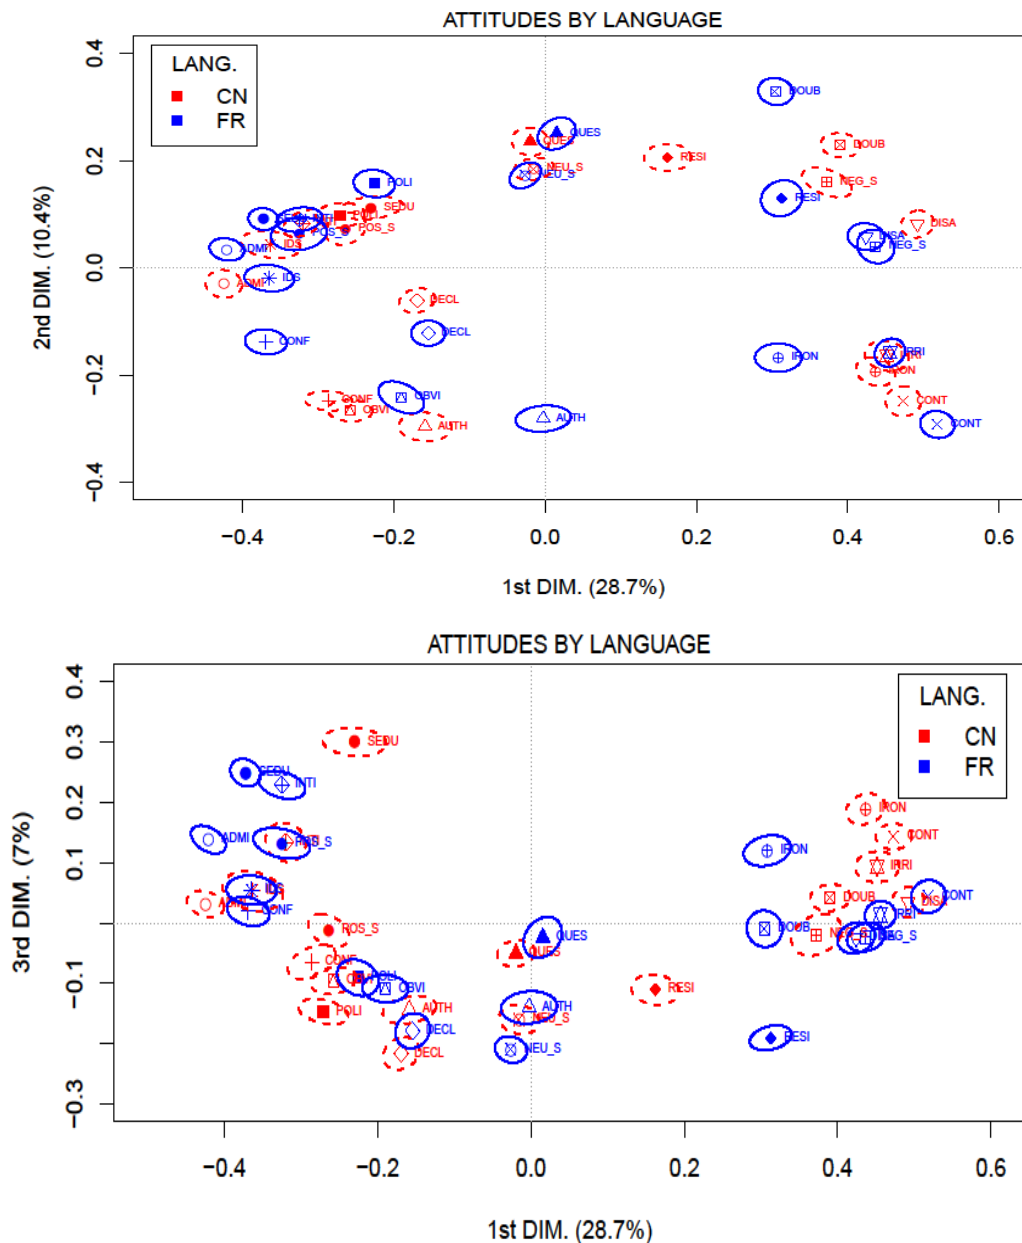 ATTITUDES BY LANGUAGE
LANG.
CN
FR
2nd DIM. (10.4%)
0.4
0.2
0.0
−0.2
−0.4
DOUB
QUES
QUES
DOUB
RESI
NEU_S
NEU_S
NEG_S
POLI
RESI
SEDU
POLI
SEDU
INTI
POS_S
POS_S
DISA
DISA
NEG_S
ADMI
IDS
IDS
ADMI
DECL
DECL
CONF
IRON
IRRI
IRRI
IRON
CONF
OBVI
OBVI
AUTH
AUTH
CONT
CONT
−0.4 −0.2 0.0 0.2 0.4 0.6
1st DIM. (28.7%)
ATTITUDES BY LANGUAGE
LANG.
CN
FR
3rd DIM (7%)
0.4
0.3
0.2
0.1
−0.1
−0.3
SEDU
SEDU
INTI
IRON
ADMI
POS_S
IRON
CONT
IRRI
IDS
ADMI
CONF
DOUB
DISA
CONT
IRRI
POS_S
QUES
QUES
DOUB
NEG_S
NEG_S
CONF
OBVI
POLI
OBVI
POLI
AUTH
AUTH
NEU_S
NEU_S
DECL
DECL
RESI
RESI
−0.4 −0.2 0.0 0.2 0.4 0.6
1st DIM. (28.7%)